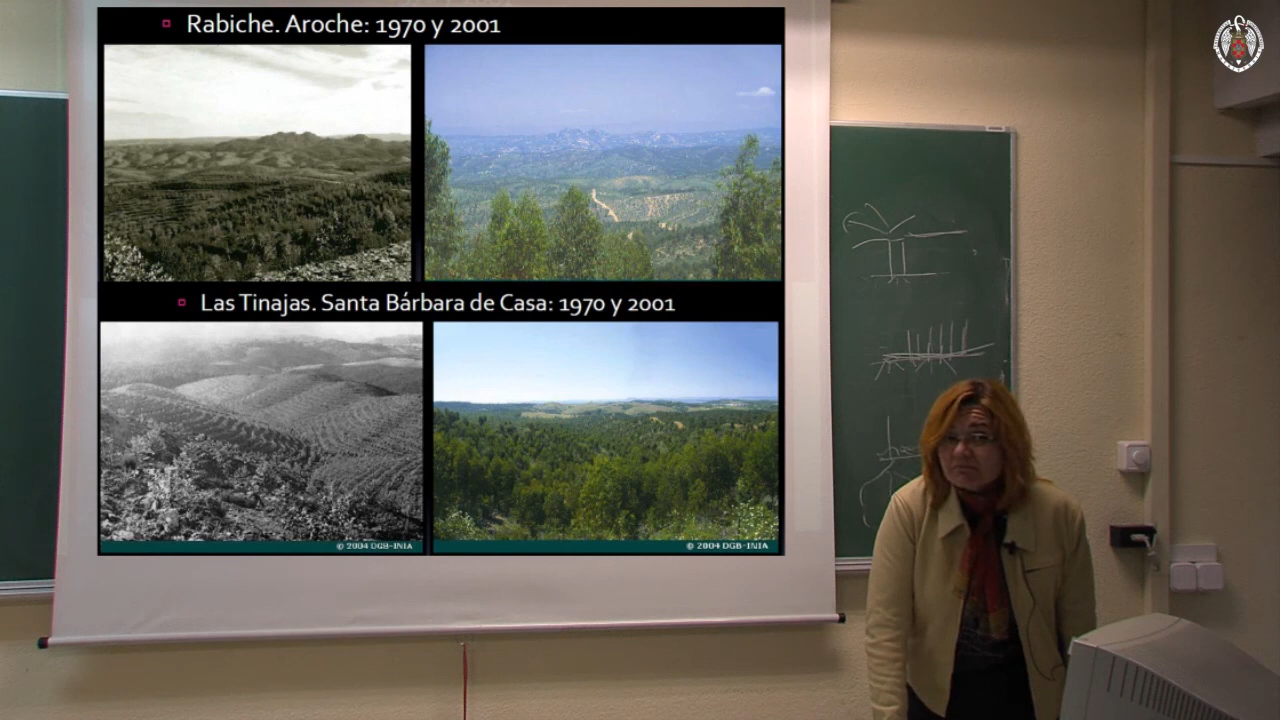 Rabiche. Aroche: 1970 y 2001
Las Tinajas. Santa Bárbara de Casa: 1970 y 2001
© 2004 DGB-INIA
© 2004 DGB-INIA